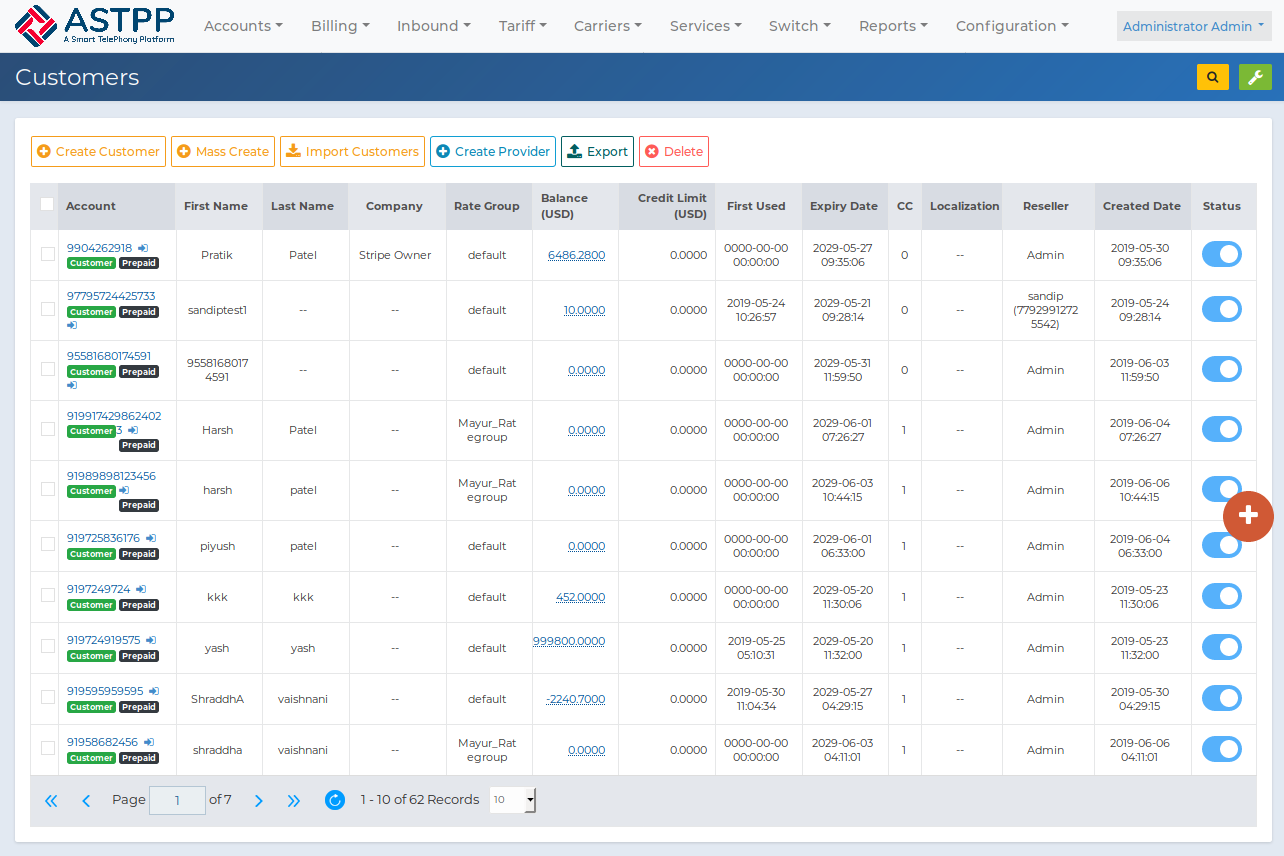 ASTPP
A Smart TelePhony Platform
Accounts Billing Inbound Tariff Carriers Services Switch Reports Configuration Administrator Admin
Customers
Create Customer Mass Create Import Customers Create Provider Export Delete
Account First Name Last Name Company Rate Group Balance (USD) Credit Limit (USD) First Used Expiry Date CC Localization Reseller Created Date Status
9904262918 Pratik Patel Stripe Owner default 6486.2800 0.0000 0000-00-00 00:00:00 2029-05-27 09:35:06 0 -- Admin 2019-05-30 09:35:06
Customer Prepaid
97795724425733 sandiptest1 -- -- default 10.0000 0.0000 2019-05-24 10:26:57 2029-05-21 09:28:14 0 -- sandip (7792991272 5542) 2019-05-24 09:28:14
Customer Prepaid
95581680174591 9558168017 4591 -- -- default 0.0000 0.0000 0000-00-00 00:00:00 2029-05-31 11:59:50 0 -- Admin 2019-06-03 11:59:50
Customer Prepaid
919917429862402 3 Harsh Patel -- Mayur_Rat egroup 0.0000 0.0000 0000-00-00 00:00:00 2029-06-01 07:26:27 1 -- Admin 2019-06-04 07:26:27
Customer Prepaid
91989898123456 harsh patel -- Mayur_Rat egroup 0.0000 0.0000 0000-00-00 00:00:00 2029-06-03 10:44:15 1 -- Admin 2019-06-06 10:44:15
Customer Prepaid
919725836176 piyush patel -- default 0.0000 0.0000 0000-00-00 00:00:00 2029-06-01 06:33:00 1 -- Admin 2019-06-04 06:33:00
Customer Prepaid
9197249724 kkk kkk -- default 452.0000 0.0000 0000-00-00 00:00:00 2029-05-20 11:30:06 1 -- Admin 2019-05-23 11:30:06
Customer Prepaid
919724919575 yash yash -- default 999800.0000 0.0000 2019-05-25 05:10:31 2029-05-20 11:32:00 1 -- Admin 2019-05-23 11:32:00
Customer Prepaid
919595959595 ShraddhA vaishnani -- default -2240.7000 0.0000 2019-05-30 11:04:34 2029-05-27 04:29:15 1 -- Admin 2019-05-30 04:29:15
Customer Prepaid
91958682456 shraddha vaishnani -- Mayur_Rat egroup 0.0000 0.0000 0000-00-00 00:00:00 2029-06-03 04:11:01 1 -- Admin 2019-06-06 04:11:01
Customer Prepaid
Page 1 of 7 1 - 10 of 62 Records 10